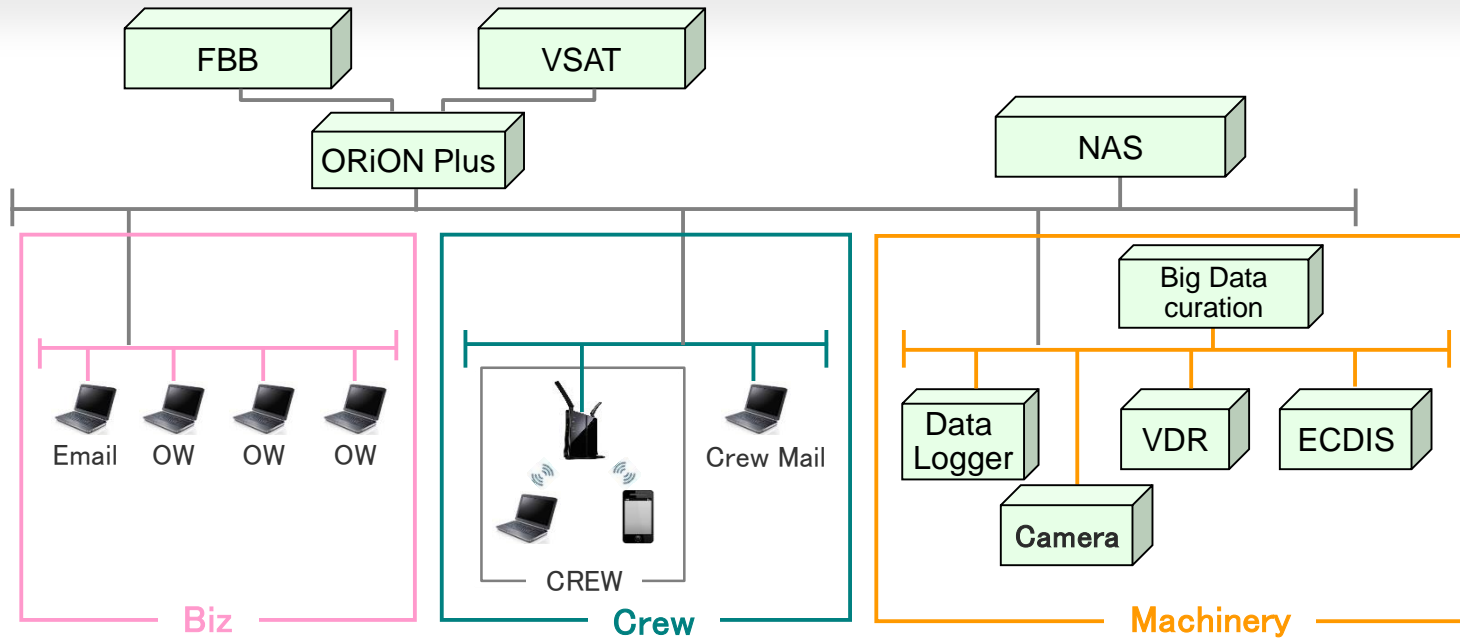 FBB
VSAT
ORiON Plus
NAS
Big Data
curation
Email
OW
OW
OW
Crew Mail
Data
Logger
VDR
ECDIS
Camera
CREW
Biz
Crew
Machinery